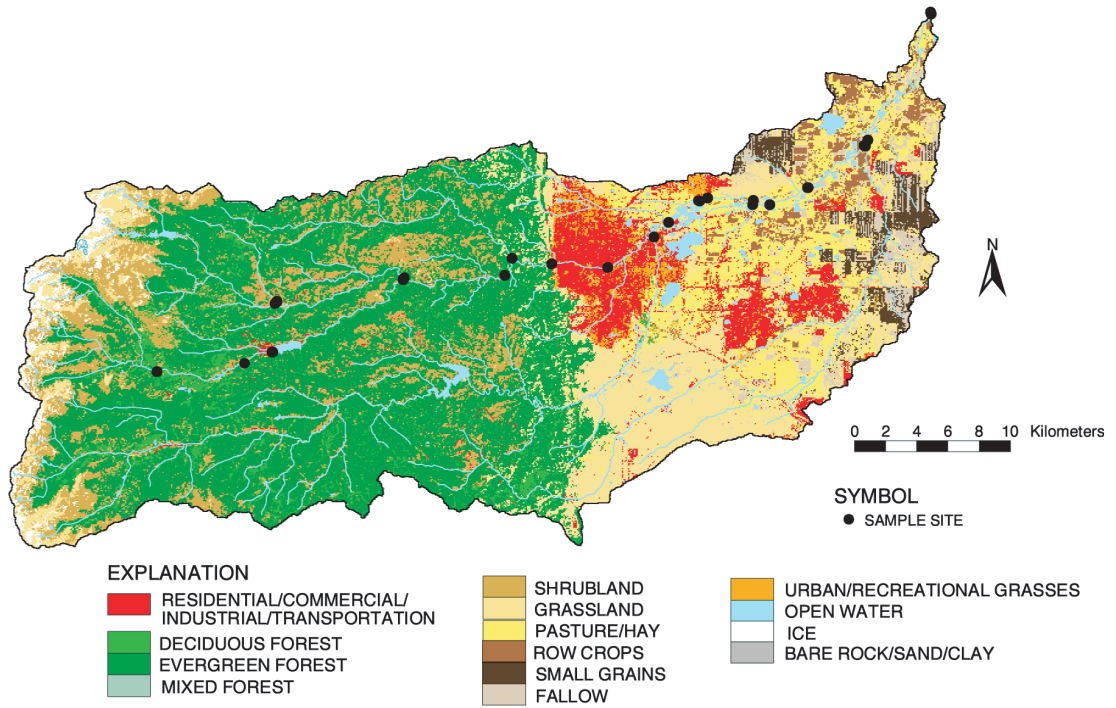 N
0 2 4 6 8 10 Kilometers
SYMBOL
SAMPLE SITE
EXPLANATION
RESIDENTIAL/COMMERCIAL/
INDUSTRIAL/TRANSPORTATION
DECIDUOUS FOREST
EVERGREEN FOREST
MIXED FOREST
SHRUBLAND
GRASSLAND
PASTURE/HAY
ROW CROPS
SMALL GRAINS
FALLOW
URBAN/RECREATIONAL GRASSES
OPEN WATER
ICE
BARE ROCK/SAND/CLAY